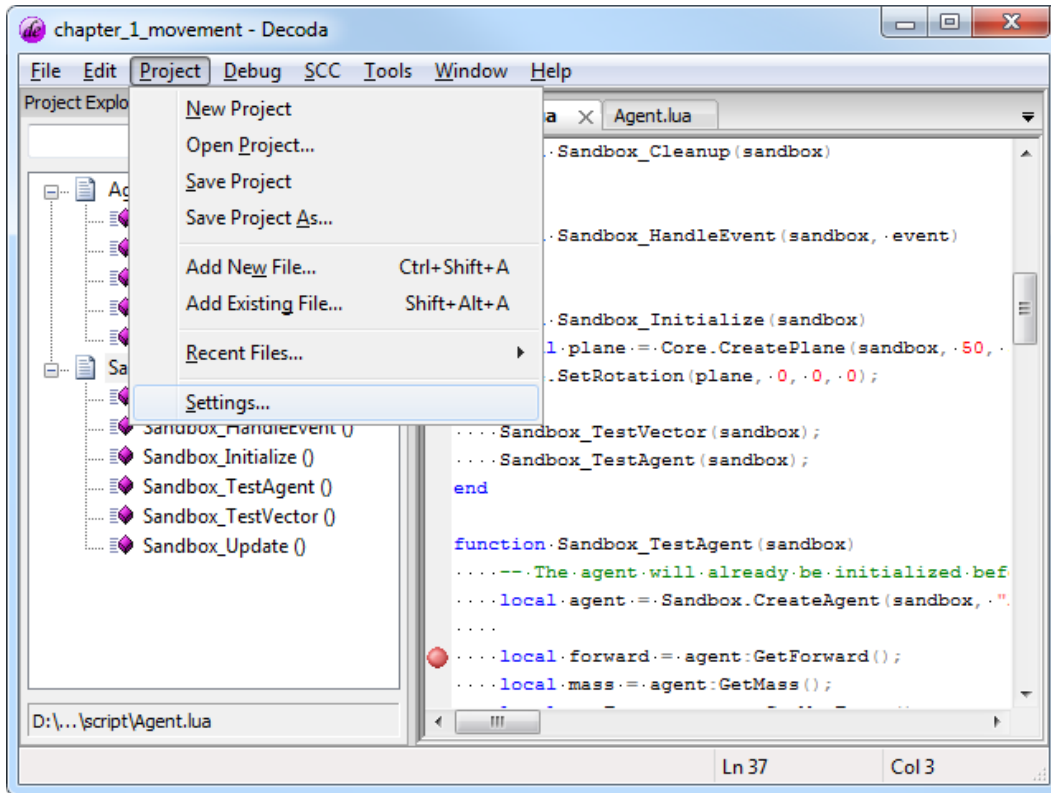 chapter_1_movement - Decoda
File Edit Project Debug SCC Tools Window Help
Project Explo
New Project
Open Project...
Save Project
Save Project As...
Add New File... Ctrl+Shift+A
Add Existing File... Shift+Alt+A
Recent Files...
Settings...
Ag
Sa
Sandbox_HandleEvent ()
Sandbox_Initialize ()
Sandbox_TestAgent ()
Sandbox_TestVector ()
Sandbox_Update ()
D:\...\script\Agent.lua
a Agent.lua
·Sandbox_Cleanup(sandbox)
·Sandbox_HandleEvent(sandbox,·event)
·Sandbox_Initialize(sandbox)
l·plane·=·Core.CreatePlane(sandbox,·50,·
.SetRotation(plane,·0,·0,·0);
····Sandbox_TestVector(sandbox);
····Sandbox_TestAgent(sandbox);
end
function·Sandbox_TestAgent(sandbox)
····--·The·agent·will·already·be·initialized·bef
····local·agent·=·Sandbox.CreateAgent(sandbox,·"
····
····local·forward·=·agent:GetForward();
····local·mass·=·agent:GetMass();
Ln 37 Col 3